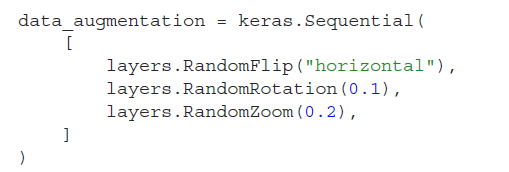 data_augmentation = keras.Sequential(
    [
        layers.RandomFlip("horizontal"),
        layers.RandomRotation(0.1),
        layers.RandomZoom(0.2),
    ]
)